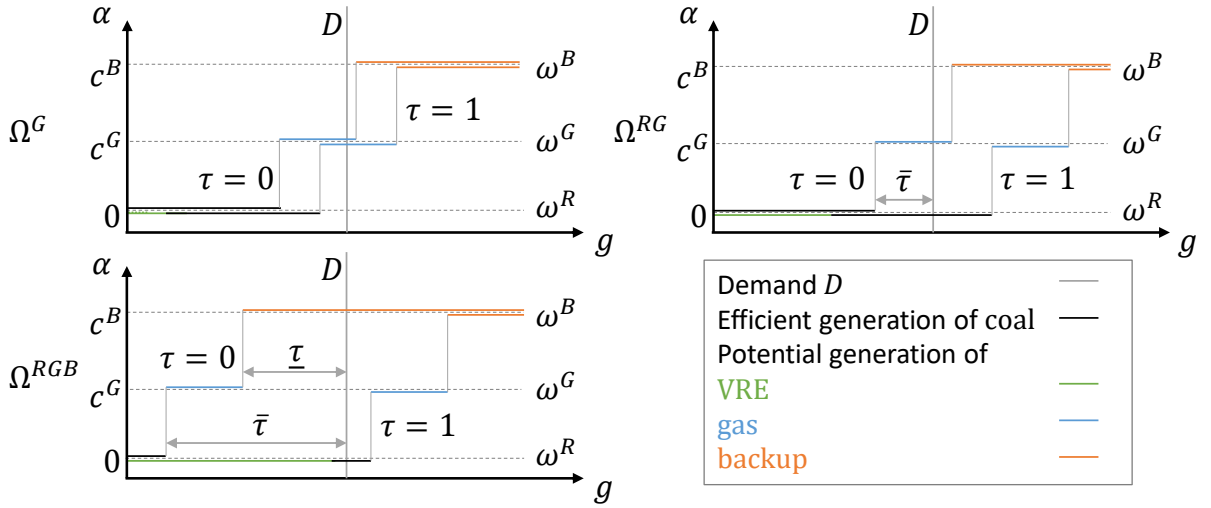 α
D
c^B
ω^B
τ = 1
Ω^G
c^G
ω^G
τ = 0
0
ω^R
g
α
D
c^B
ω^B
Ω^RG
c^G
ω^G
τ = 0
τ̄
τ = 1
0
ω^R
g
α
D
c^B
ω^B
τ = 0
τ̲
Ω^RGB
c^G
ω^G
τ̄
τ = 1
0
ω^R
g
Demand D
Efficient generation of coal
Potential generation of
VRE
gas
backup